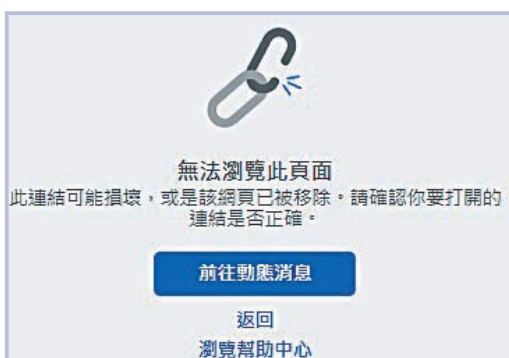 無法瀏覽此頁面
此連結可能損壞，或是該網頁已被移除。請確認你要打開的
連結是否正確。
前往動態消息
返回
瀏覽幫助中心